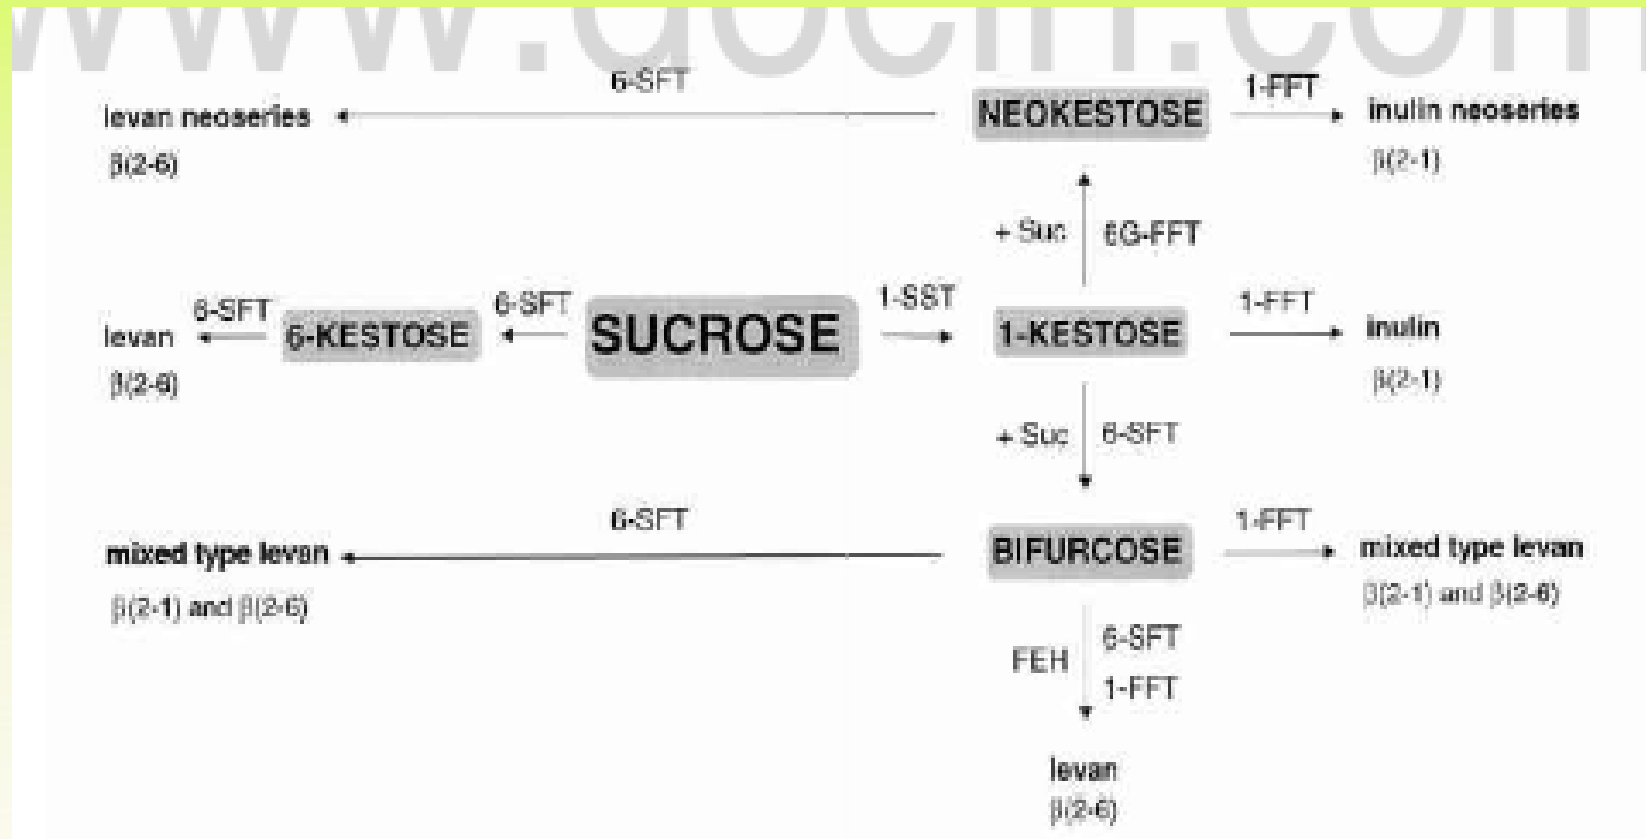 www.docin.com
6-SFT
1-FFT
levan neoseries
NEOKESTOSE
inulin neoseries
β(2-6)
β(2-1)
+ Suc
6G-FFT
6-SFT
6-SFT
1-SST
1-FFT
levan
6-KESTOSE
SUCROSE
1-KESTOSE
inulin
β(2-6)
β(2-1)
+ Suc
6-SFT
6-SFT
1-FFT
mixed type levan
BIFURCOSE
mixed type levan
β(2-1) and β(2-6)
β(2-1) and β(2-6)
FEH
6-SFT
1-FFT
levan
β(2-6)